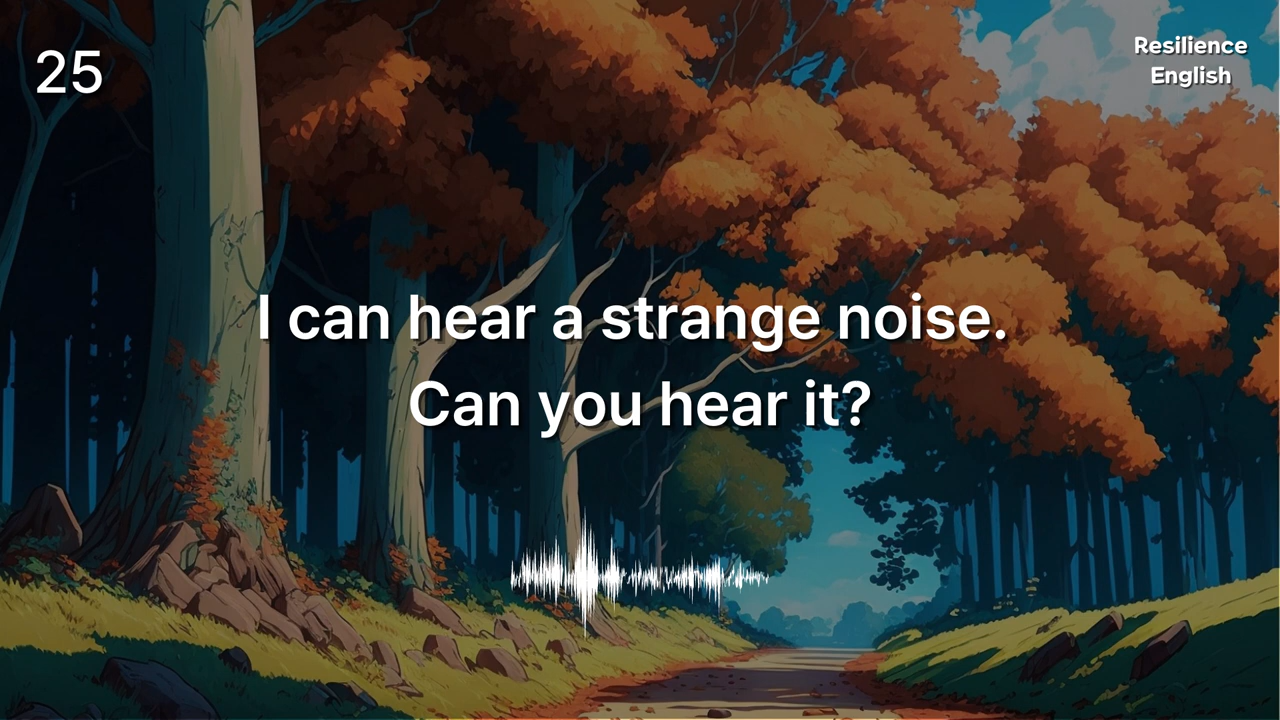 25
Resilience
English
I can hear a strange noise.
Can you hear it?